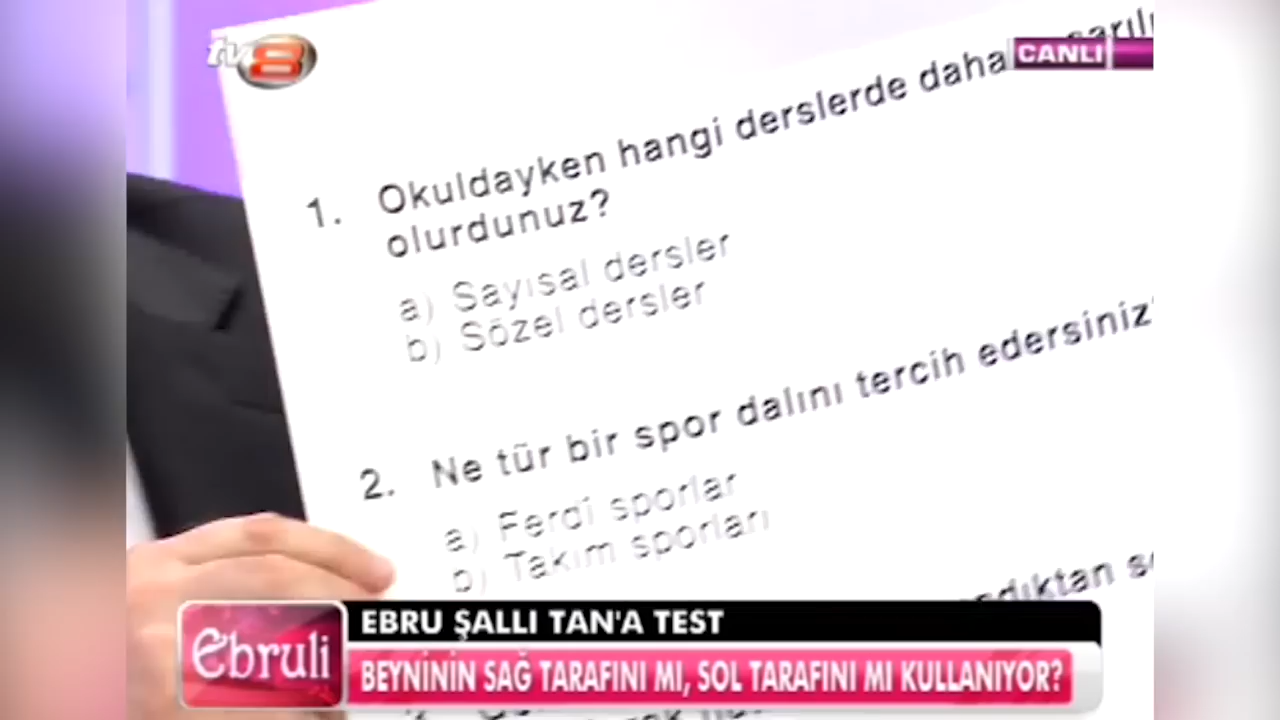 tv8
CANLI
1. Okuldayken hangi derslerde daha
olurdunuz?
a) Sayısal dersler
b) Sözel dersler
2. Ne tür bir spor dalını tercih edersiniz
a) Ferdi sporlar
b) Takım sporları
EBRU ŞALLI TAN'A TEST
Ebruli
BEYNİNİN SAĞ TARAFINI MI, SOL TARAFINI MI KULLANIYOR?